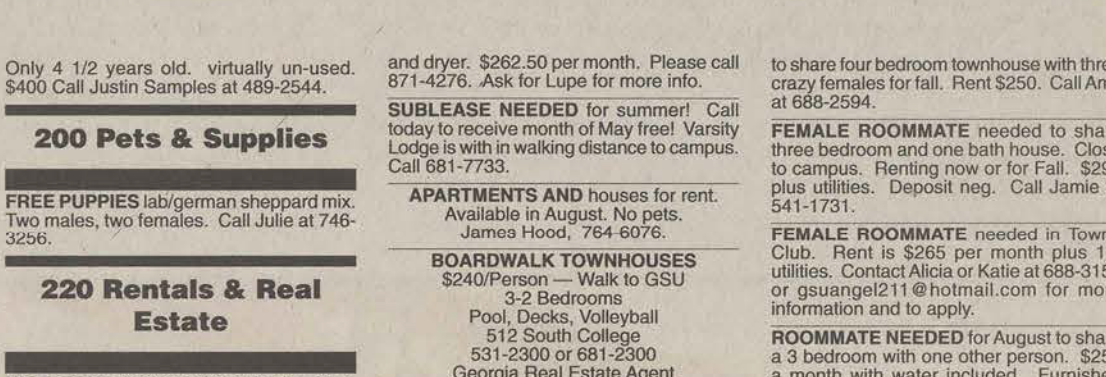 Only 4 1/2 years old. virtually un-used.
$400 Call Justin Samples at 489-2544.
200 Pets & Supplies
FREE PUPPIES lab/german sheppard mix.
Two males, two females. Call Julie at 746-
3256.
220 Rentals & Real
Estate
and dryer. $262.50 per month. Please call
871-4276. Ask for Lupe for more info.
SUBLEASE NEEDED for summer! Call
today to receive month of May free! Varsity
Lodge is with in walking distance to campus.
Call 681-7733.
APARTMENTS AND houses for rent.
Available in August. No pets.
James Hood, 764-6076.
BOARDWALK TOWNHOUSES
$240/Person — Walk to GSU
3-2 Bedrooms
Pool, Decks, Volleyball
512 South College
531-2300 or 681-2300
Georgia Real Estate Agent
to share four bedroom townhouse with thre
crazy females for fall. Rent $250. Call An
at 688-2594.
FEMALE ROOMMATE needed to sha
three bedroom and one bath house. Clos
to campus. Renting now or for Fall. $29
plus utilities. Deposit neg. Call Jamie
541-1731.
FEMALE ROOMMATE needed in Town
Club. Rent is $265 per month plus 1
utilities. Contact Alicia or Katie at 688-315
or gsuangel211@hotmail.com for mo
information and to apply.
ROOMMATE NEEDED for August to sha
a 3 bedroom with one other person. $25
a month with water included. Furnishe